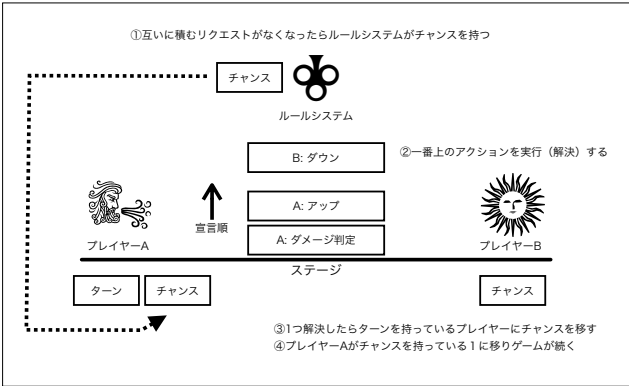 ①互いに積むリクエストがなくなったらルールシステムがチャンスを持つ
チャンス
ルールシステム
B: ダウン
②一番上のアクションを実行（解決）する
A: アップ
宣言順
A: ダメージ判定
プレイヤーA
プレイヤーB
ステージ
ターン
チャンス
チャンス
③1つ解決したらターンを持っているプレイヤーにチャンスを移す
④プレイヤーAがチャンスを持っている１に移りゲームが続く